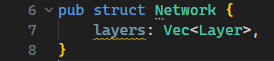 6 pub struct Network {
7     layers: Vec<Layer>,
8 }